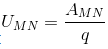 U_{MN} = \frac{A_{MN}}{q}